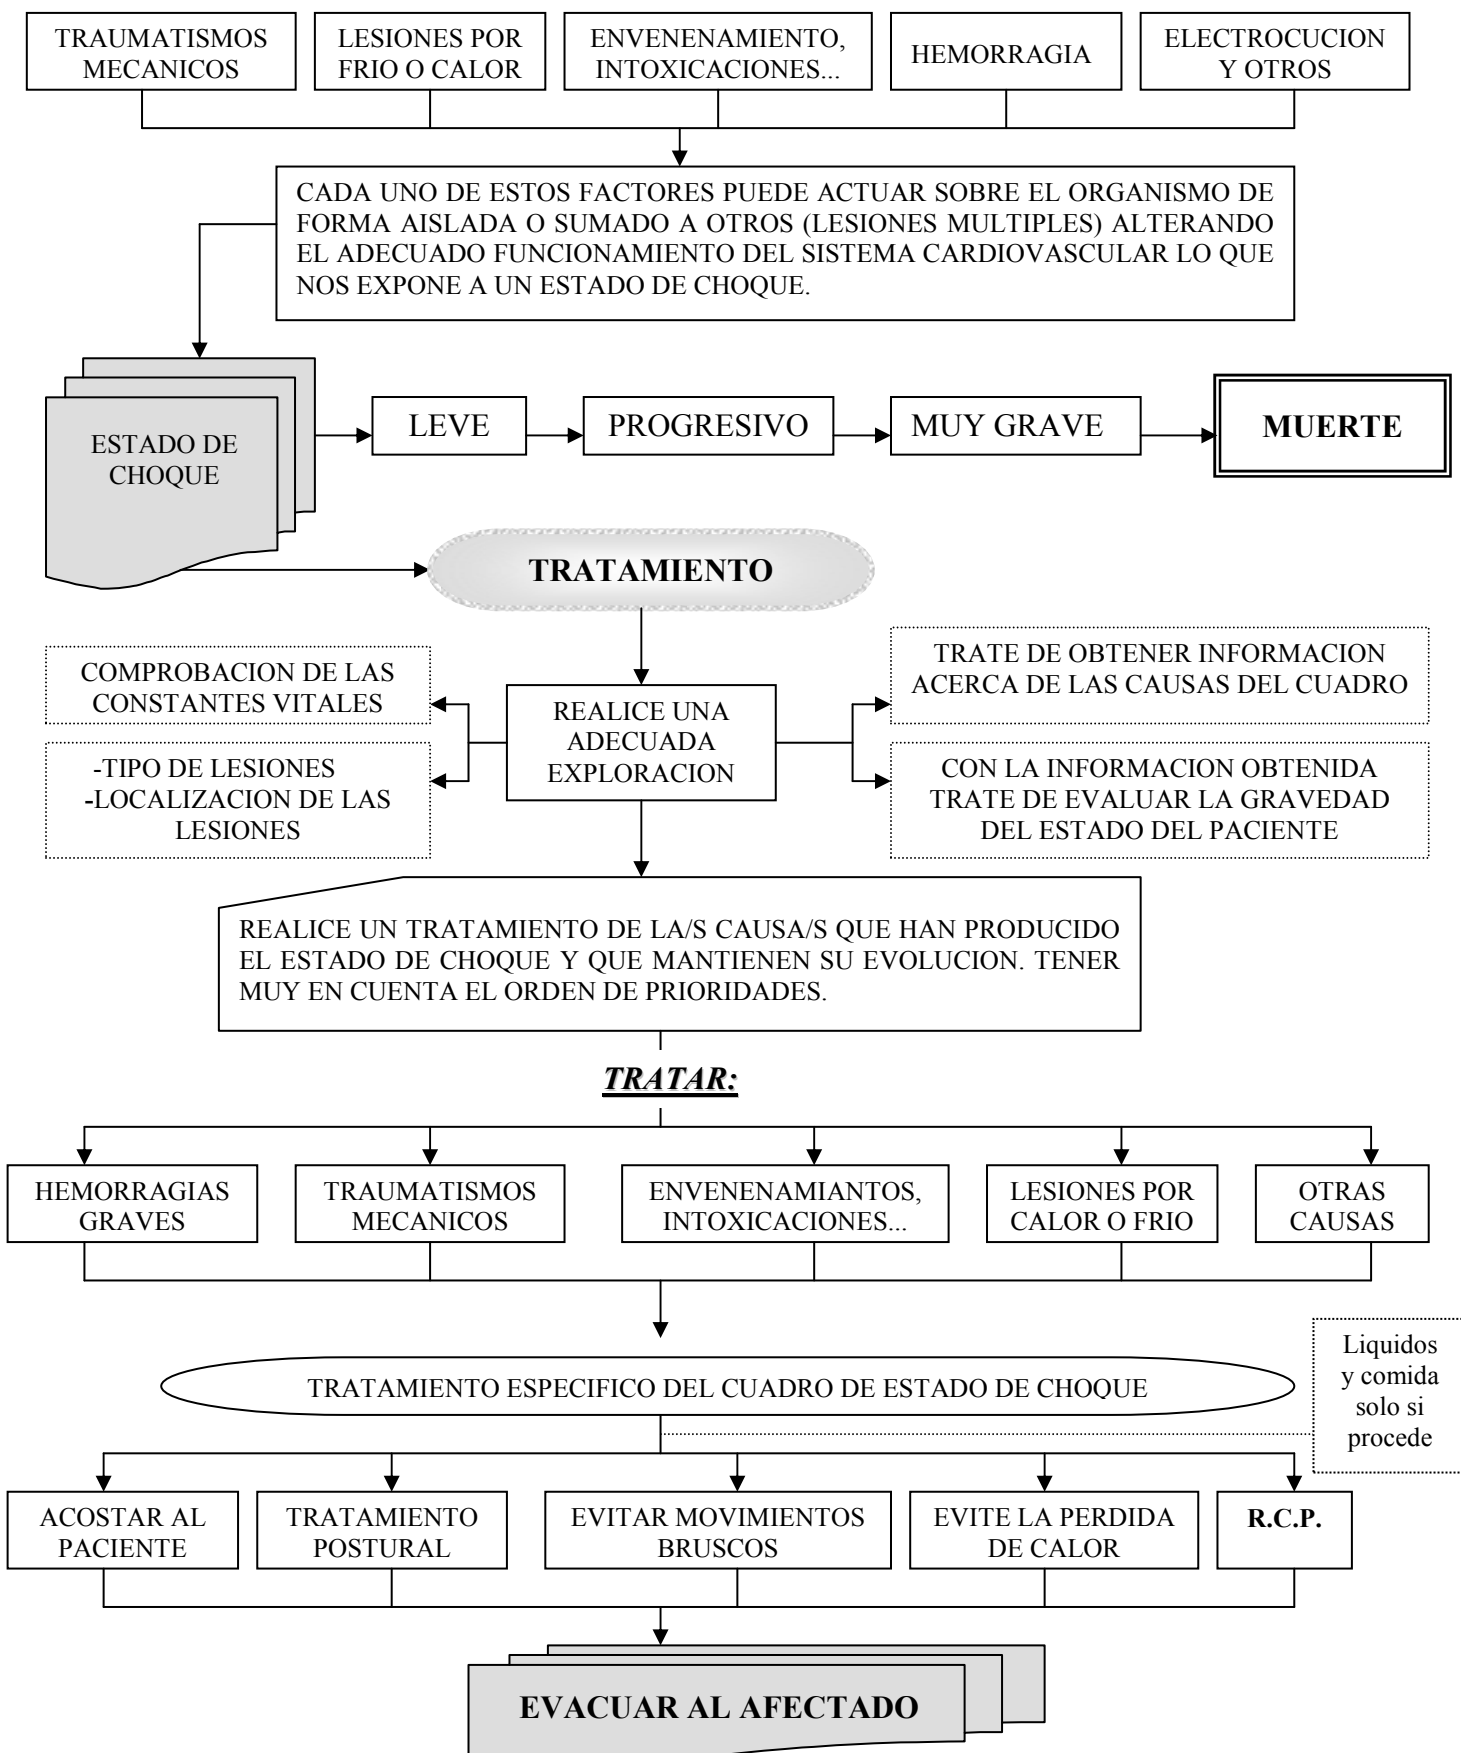 TRAUMATISMOS
MECANICOS
LESIONES POR
FRIO O CALOR
ENVENENAMIENTO,
INTOXICACIONES...
HEMORRAGIA
ELECTROCUCION
Y OTROS
CADA UNO DE ESTOS FACTORES PUEDE ACTUAR SOBRE EL ORGANISMO DE
FORMA AISLADA O SUMADO A OTROS (LESIONES MULTIPLES) ALTERANDO
EL ADECUADO FUNCIONAMIENTO DEL SISTEMA CARDIOVASCULAR LO QUE
NOS EXPONE A UN ESTADO DE CHOQUE.
ESTADO DE
CHOQUE
LEVE
PROGRESIVO
MUY GRAVE
MUERTE
TRATAMIENTO
COMPROBACION DE LAS
CONSTANTES VITALES
-TIPO DE LESIONES
-LOCALIZACION DE LAS
LESIONES
REALICE UNA
ADECUADA
EXPLORACION
TRATE DE OBTENER INFORMACION
ACERCA DE LAS CAUSAS DEL CUADRO
CON LA INFORMACION OBTENIDA
TRATE DE EVALUAR LA GRAVEDAD
DEL ESTADO DEL PACIENTE
REALICE UN TRATAMIENTO DE LA/S CAUSA/S QUE HAN PRODUCIDO
EL ESTADO DE CHOQUE Y QUE MANTIENEN SU EVOLUCION. TENER
MUY EN CUENTA EL ORDEN DE PRIORIDADES.
TRATAR:
HEMORRAGIAS
GRAVES
TRAUMATISMOS
MECANICOS
ENVENENAMIANTOS,
INTOXICACIONES...
LESIONES POR
CALOR O FRIO
OTRAS
CAUSAS
Liquidos
y comida
solo si
procede
TRATAMIENTO ESPECIFICO DEL CUADRO DE ESTADO DE CHOQUE
ACOSTAR AL
PACIENTE
TRATAMIENTO
POSTURAL
EVITAR MOVIMIENTOS
BRUSCOS
EVITE LA PERDIDA
DE CALOR
R.C.P.
EVACUAR AL AFECTADO